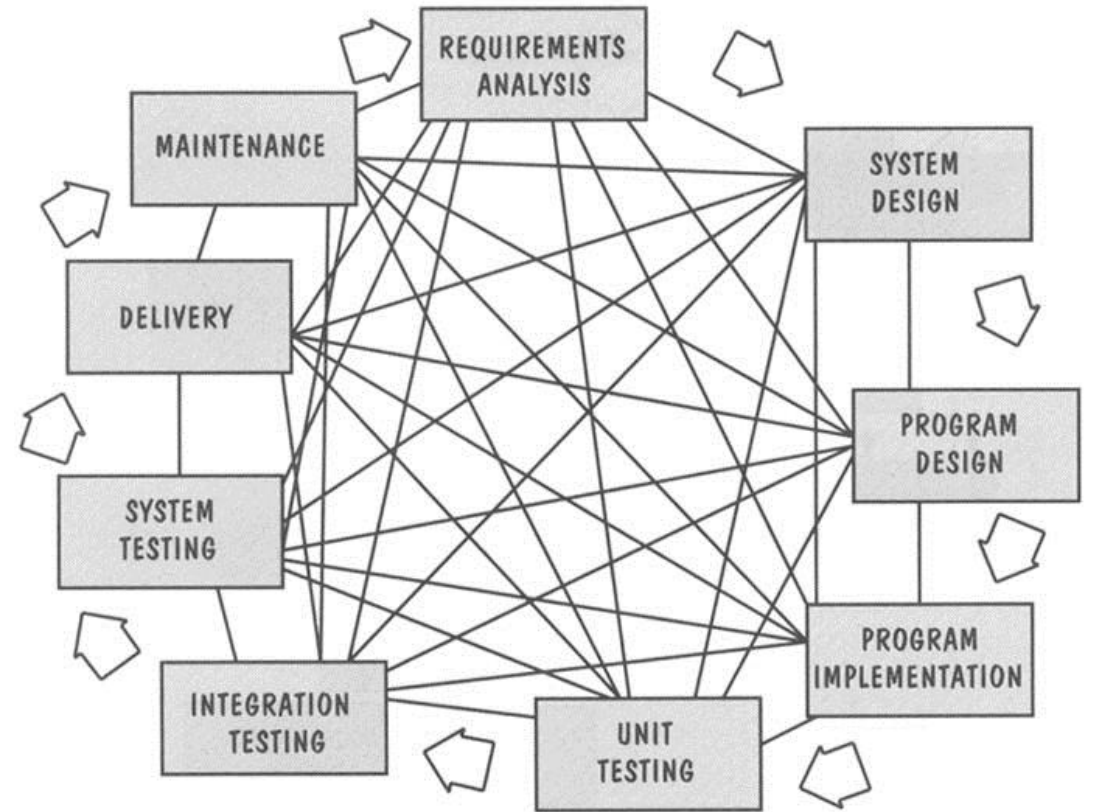 REQUIREMENTS
ANALYSIS
MAINTENANCE
SYSTEM
DESIGN
DELIVERY
PROGRAM
DESIGN
SYSTEM
TESTING
PROGRAM
IMPLEMENTATION
INTEGRATION
TESTING
UNIT
TESTING